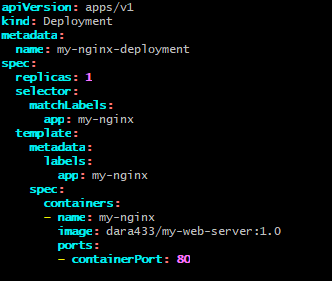 apiVersion: apps/v1
kind: Deployment
metadata:
  name: my-nginx-deployment
spec:
  replicas: 1
  selector:
    matchLabels:
      app: my-nginx
  template:
    metadata:
      labels:
        app: my-nginx
    spec:
      containers:
      - name: my-nginx
        image: dara433/my-web-server:1.0
        ports:
        - containerPort: 80